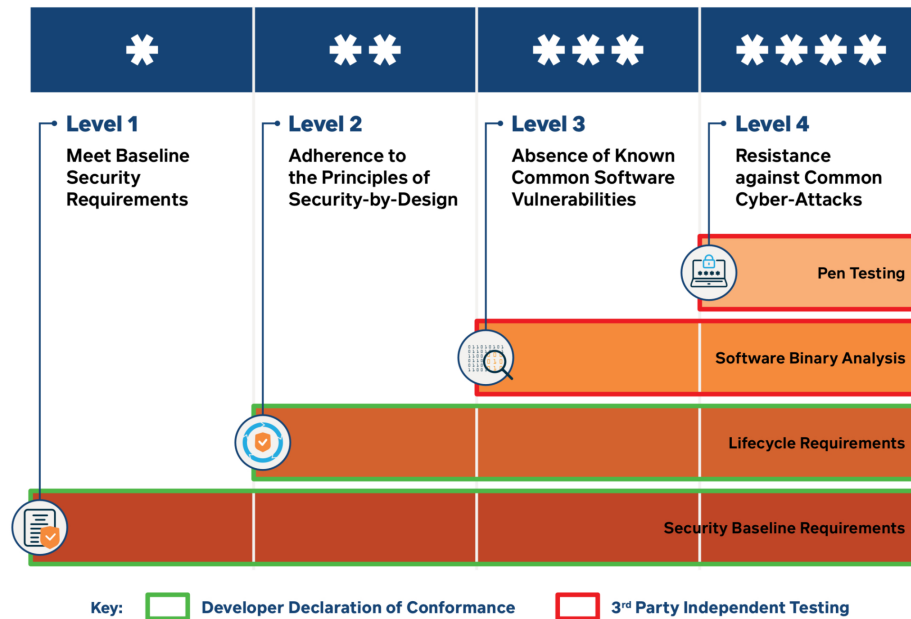 * ** *** ****
Level 1
Meet Baseline
Security
Requirements
Level 2
Adherence to
the Principles of
Security-by-Design
Level 3
Absence of Known
Common Software
Vulnerabilities
Level 4
Resistance
against Common
Cyber-Attacks
Pen Testing
Software Binary Analysis
Lifecycle Requirements
Security Baseline Requirements
Key: Developer Declaration of Conformance 3rd Party Independent Testing